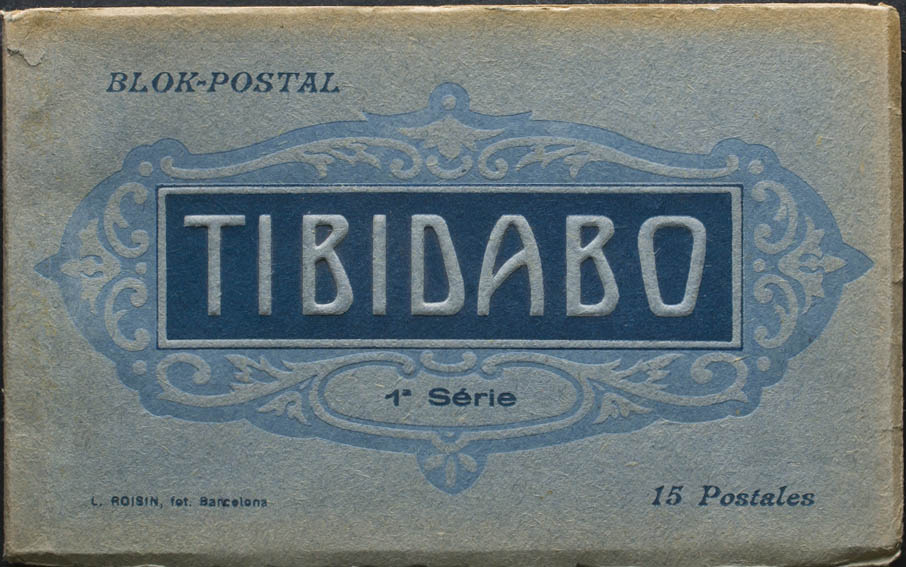 BLOK-POSTAL
TIBIDABO
1ª Série
L. ROISIN, fot. Barcelona
15 Postales